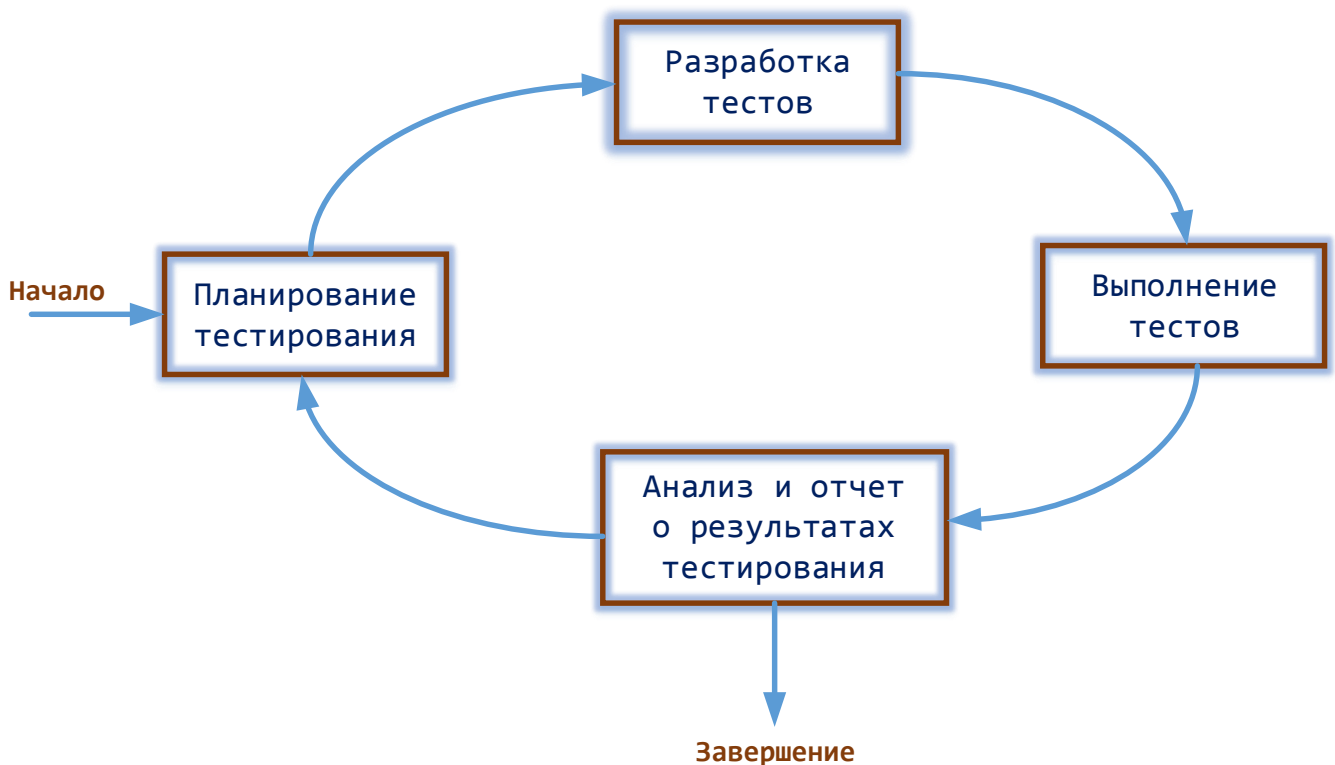 Разработка
тестов
Начало
Планирование
тестирования
Выполнение
тестов
Анализ и отчет
о результатах
тестирования
Завершение